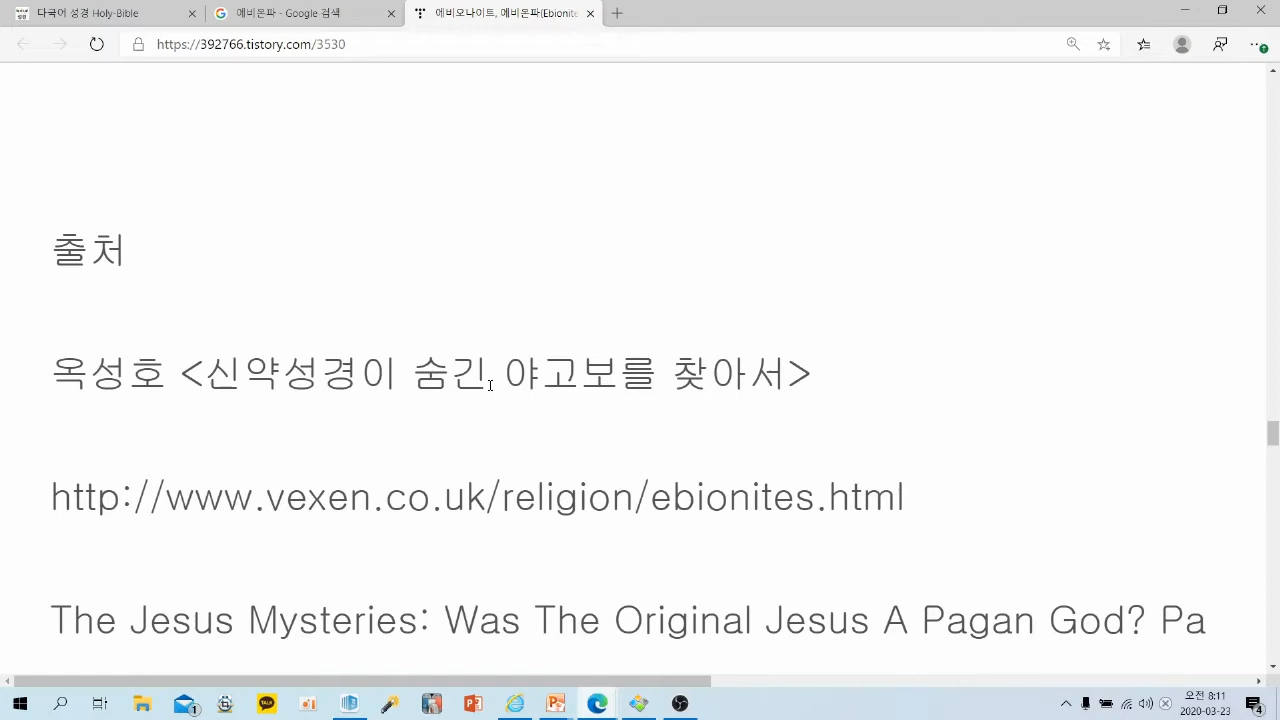 다국어 성경 Holy-Bible
에비온파 - Google 검색
에비오나이트, 에비온파(Ebionite
https://392766.tistory.com/3530
출처
옥성호 <신약성경이 숨긴 야고보를 찾아서>
http://www.vexen.co.uk/religion/ebionites.html
The Jesus Mysteries: Was The Original Jesus A Pagan God? Pa
오전 8:11
2020-03-23